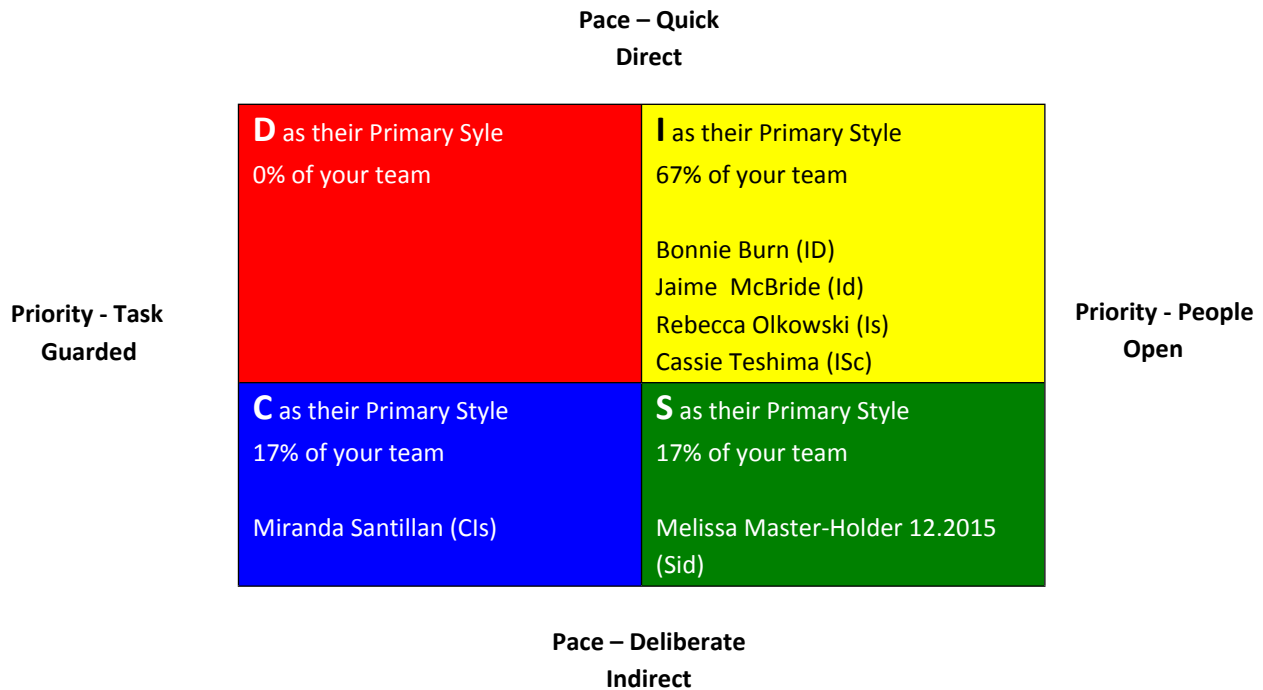 Pace – Quick
Direct
D as their Primary Syle
0% of your team
I as their Primary Style
67% of your team
Bonnie Burn (ID)
Jaime  McBride (Id)
Rebecca Olkowski (Is)
Cassie Teshima (ISc)
Priority - Task
Guarded
Priority - People
Open
C as their Primary Style
17% of your team
Miranda Santillan (CIs)
S as their Primary Style
17% of your team
Melissa Master-Holder 12.2015
(Sid)
Pace – Deliberate
Indirect